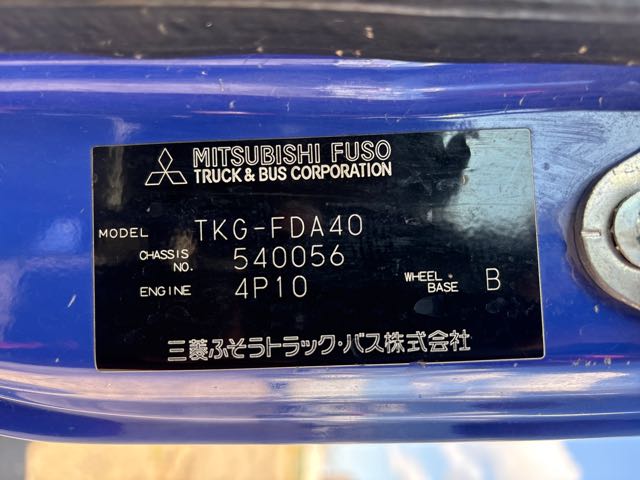 MITSUBISHI FUSO
TRUCK & BUS CORPORATION
MODEL TKG-FDA40
CHASSIS NO. 540056
ENGINE 4P10 WHEEL BASE B
三菱ふそうトラック・バス株式会社